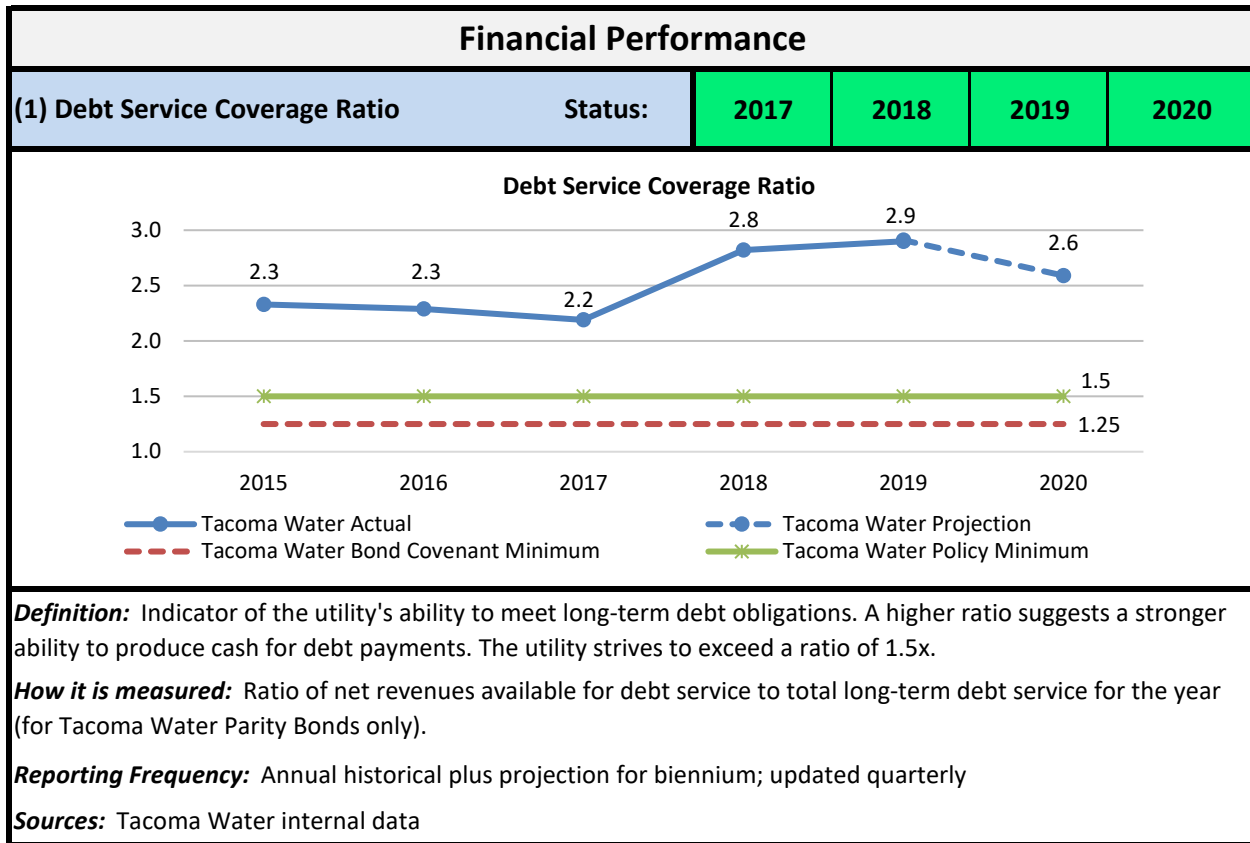 Financial Performance
(1) Debt Service Coverage Ratio Status: 2017 2018 2019 2020
Debt Service Coverage Ratio
3.0
2.5
2.0
1.5
1.0
2.3
2.3
2.2
2.8
2.9
2.6
1.5
1.25
2015 2016 2017 2018 2019 2020
Tacoma Water Actual
Tacoma Water Projection
Tacoma Water Bond Covenant Minimum
Tacoma Water Policy Minimum
Definition: Indicator of the utility's ability to meet long-term debt obligations. A higher ratio suggests a stronger
ability to produce cash for debt payments. The utility strives to exceed a ratio of 1.5x.
How it is measured: Ratio of net revenues available for debt service to total long-term debt service for the year
(for Tacoma Water Parity Bonds only).
Reporting Frequency: Annual historical plus projection for biennium; updated quarterly
Sources: Tacoma Water internal data